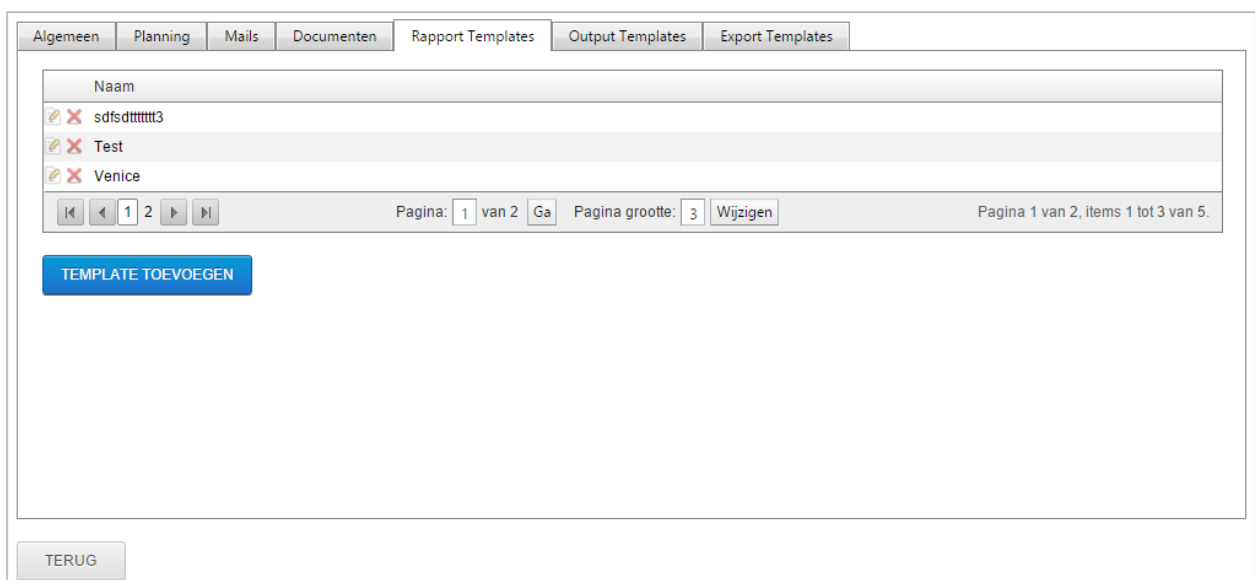 Algemeen Planning Mails Documenten Rapport Templates Output Templates Export Templates
Naam
sdfsdttttttt3
Test
Venice
1 2 Pagina: 1 van 2 Ga Pagina grootte: 3 Wijzigen Pagina 1 van 2, items 1 tot 3 van 5.
TEMPLATE TOEVOEGEN
TERUG